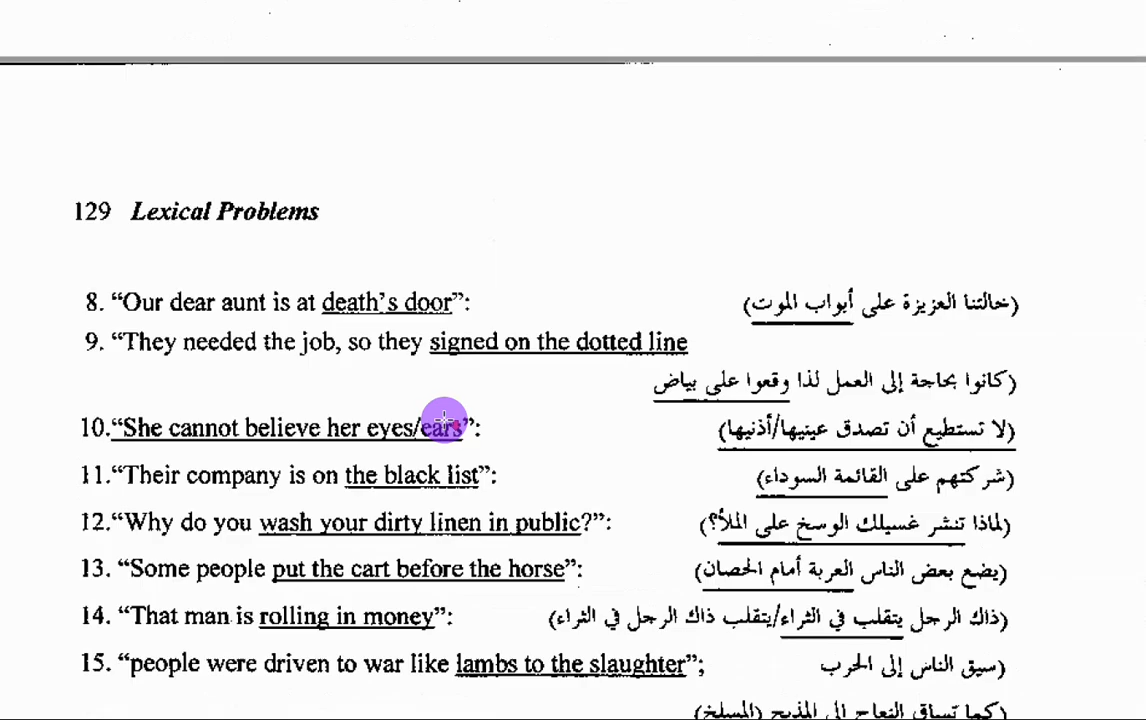 129 Lexical Problems
8. “Our dear aunt is at death’s door”: (خالتنا العزيزة على أبواب الموت)
9. “They needed the job, so they signed on the dotted line
(كانوا بحاجة إلى العمل لذا وقعوا على بياض
10.“She cannot believe her eyes/ears”: (لا تستطيع أن تصدق عينيها/أذنيها)
11.“Their company is on the black list”: (شركتهم على القائمة السوداء)
12.“Why do you wash your dirty linen in public?”: (لماذا تنشر غسيلك الوسخ على الملأ؟)
13. “Some people put the cart before the horse”: (يضع بعض الناس العربة أمام الحصان)
14. “That man is rolling in money”: (ذاك الرجل يتقلب في الثراء/يتقلب ذاك الرجل في الثراء)
15. “people were driven to war like lambs to the slaughter”; (سيق الناس إلى الحرب
كما تساق النعاج إلى المذبح (المسلخ)